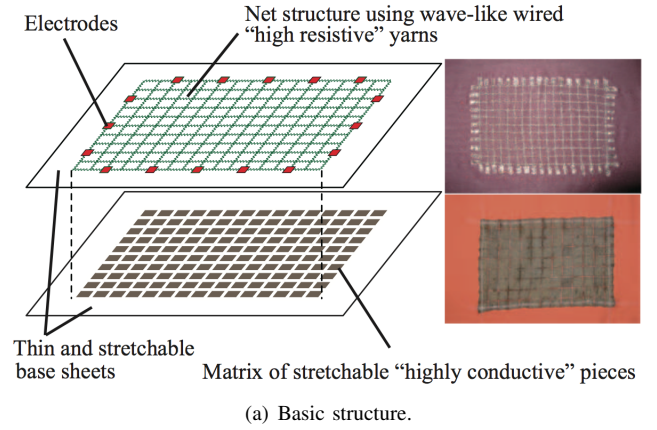 Electrodes
Net structure using wave-like wired
“high resistive” yarns
Thin and stretchable
base sheets
Matrix of stretchable “highly conductive” pieces
(a) Basic structure.